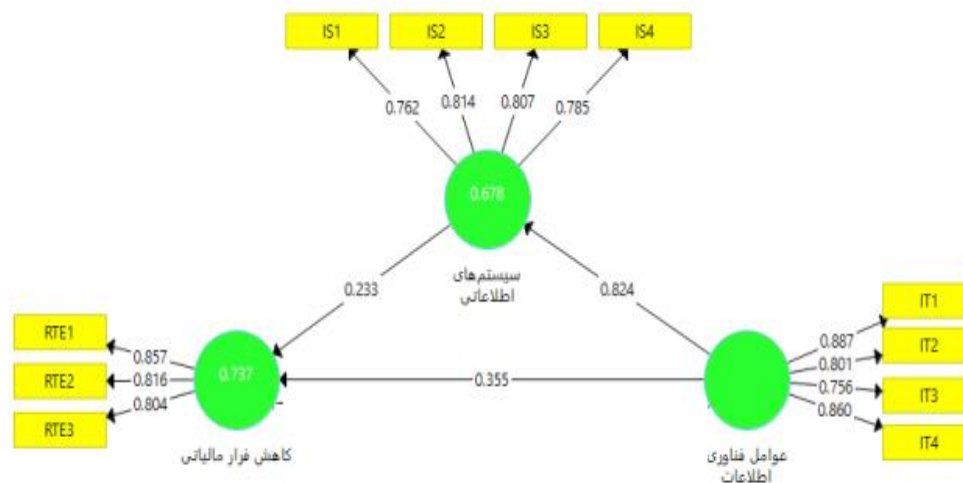 IS1 IS2 IS3 IS4
0.762 0.814 0.807 0.785
0.678
سیستم‌های
اطلاعاتی
0.233 0.824
RTE1
RTE2
RTE3
0.857
0.816
0.804
0.737
0.355
IT1
IT2
IT3
IT4
0.887
0.801
0.756
0.860
کاهش فرار مالیاتی
عوامل فناوری
اطلاعات